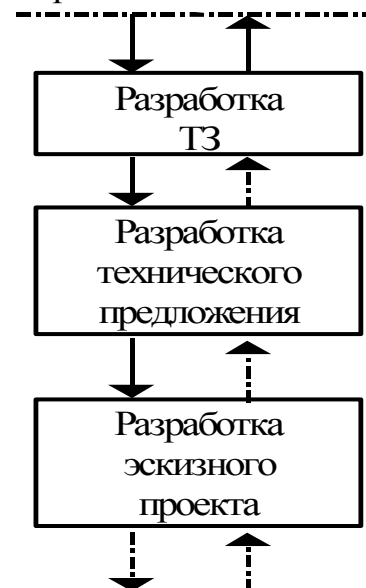 Разработка
ТЗ
Разработка
технического
предложения
Разработка
эскизного
проекта